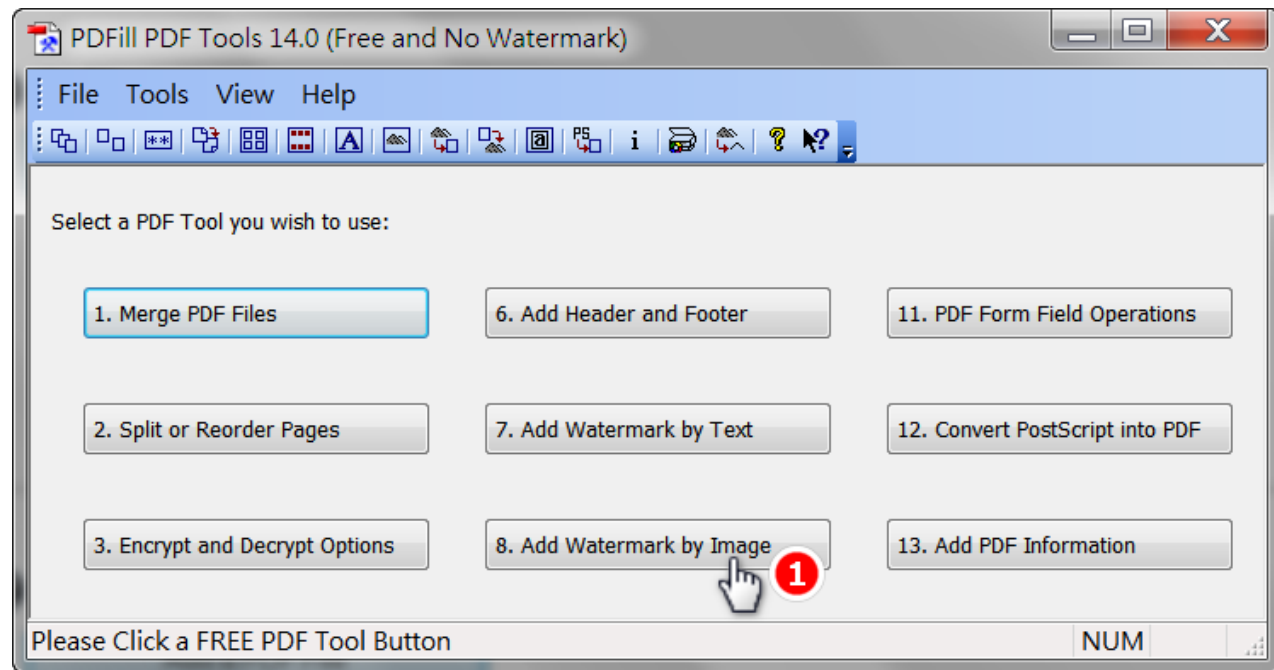 PDFill PDF Tools 14.0 (Free and No Watermark)
File Tools View Help
Select a PDF Tool you wish to use:
1. Merge PDF Files
6. Add Header and Footer
11. PDF Form Field Operations
2. Split or Reorder Pages
7. Add Watermark by Text
12. Convert PostScript into PDF
3. Encrypt and Decrypt Options
8. Add Watermark by Image
13. Add PDF Information
1
Please Click a FREE PDF Tool Button
NUM